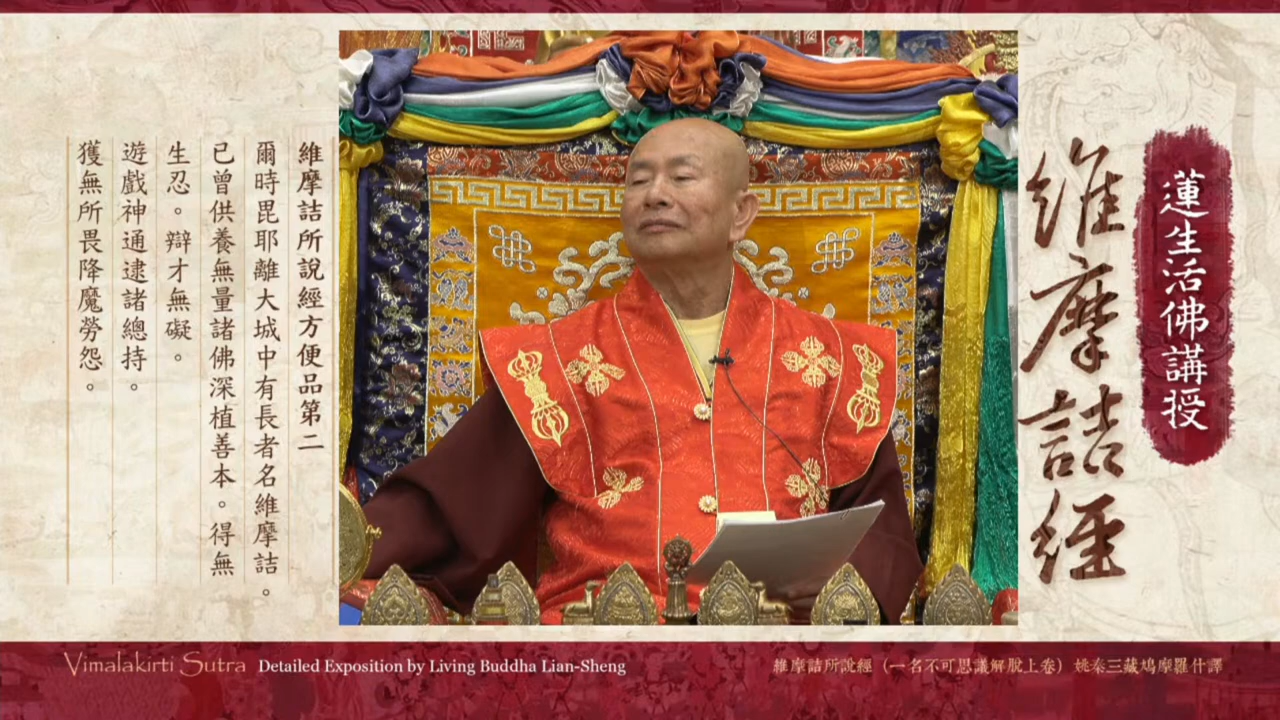 蓮生活佛講授
維摩詰經
維摩詰所說經方便品第二
爾時毘耶離大城中有長者名維摩詰。
已曾供養無量諸佛深植善本。得無
生忍。辯才無礙。
遊戲神通逮諸總持。
獲無所畏降魔勞怨。
Vimalakirti Sutra Detailed Exposition by Living Buddha Lian-Sheng
維摩詰所說經（一名不可思議解脫上卷）姚秦三藏鳩摩羅什譯